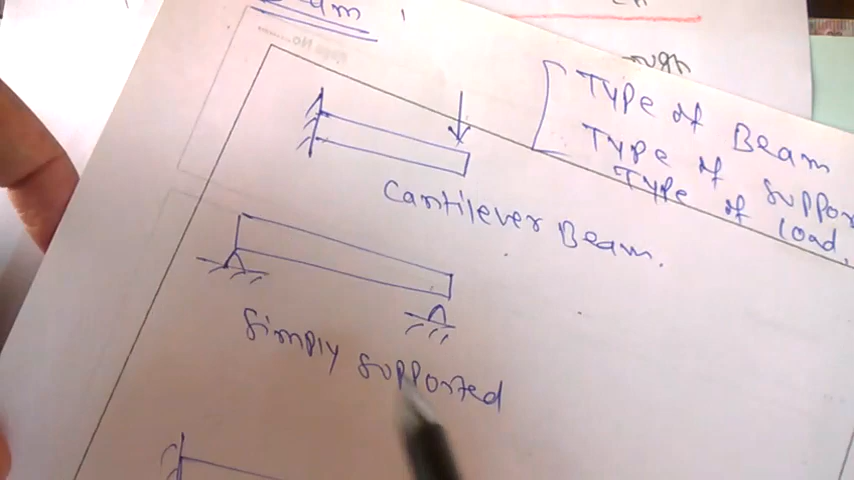 Type of Beam
Type of suppor
Type of load.
Cantilever Beam.
Simply supported